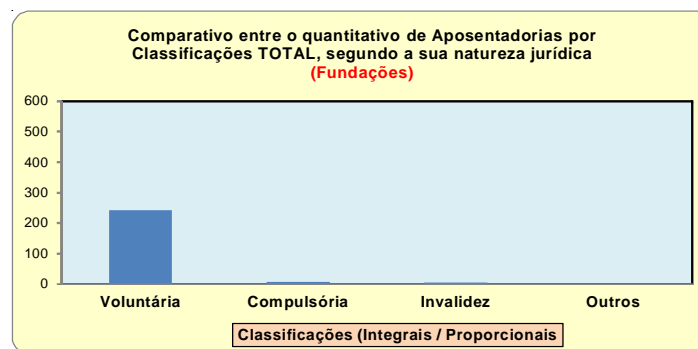 Comparativo entre o quantitativo de Aposentadorias por
Classificações TOTAL, segundo a sua natureza jurídica
(Fundações)
600
500
400
300
200
100
0
Voluntária Compulsória Invalidez Outros
Classificações (Integrais / Proporcionais